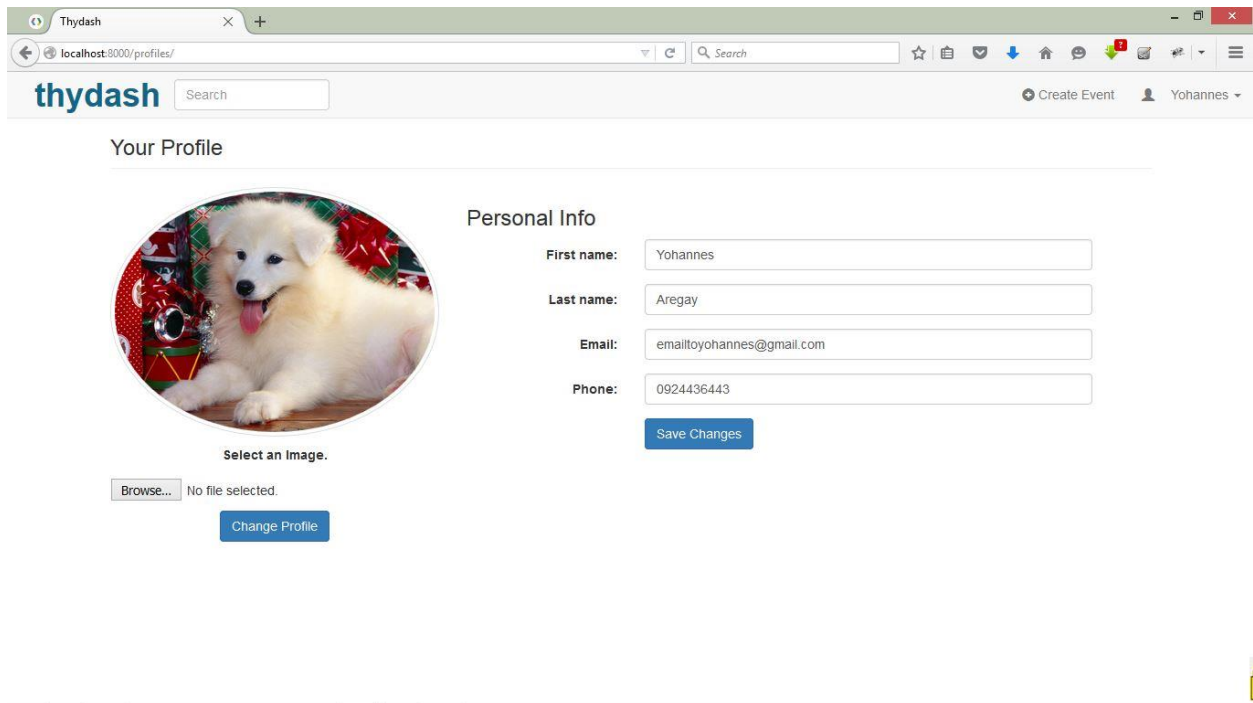 Thydash
localhost:8000/profiles/
Search
thydash
Search
Create Event
Yohannes
Your Profile
Personal Info
First name:
Yohannes
Last name:
Aregay
Email:
emailtoyohannes@gmail.com
Phone:
0924436443
Save Changes
Select an Image.
Browse... No file selected.
Change Profile